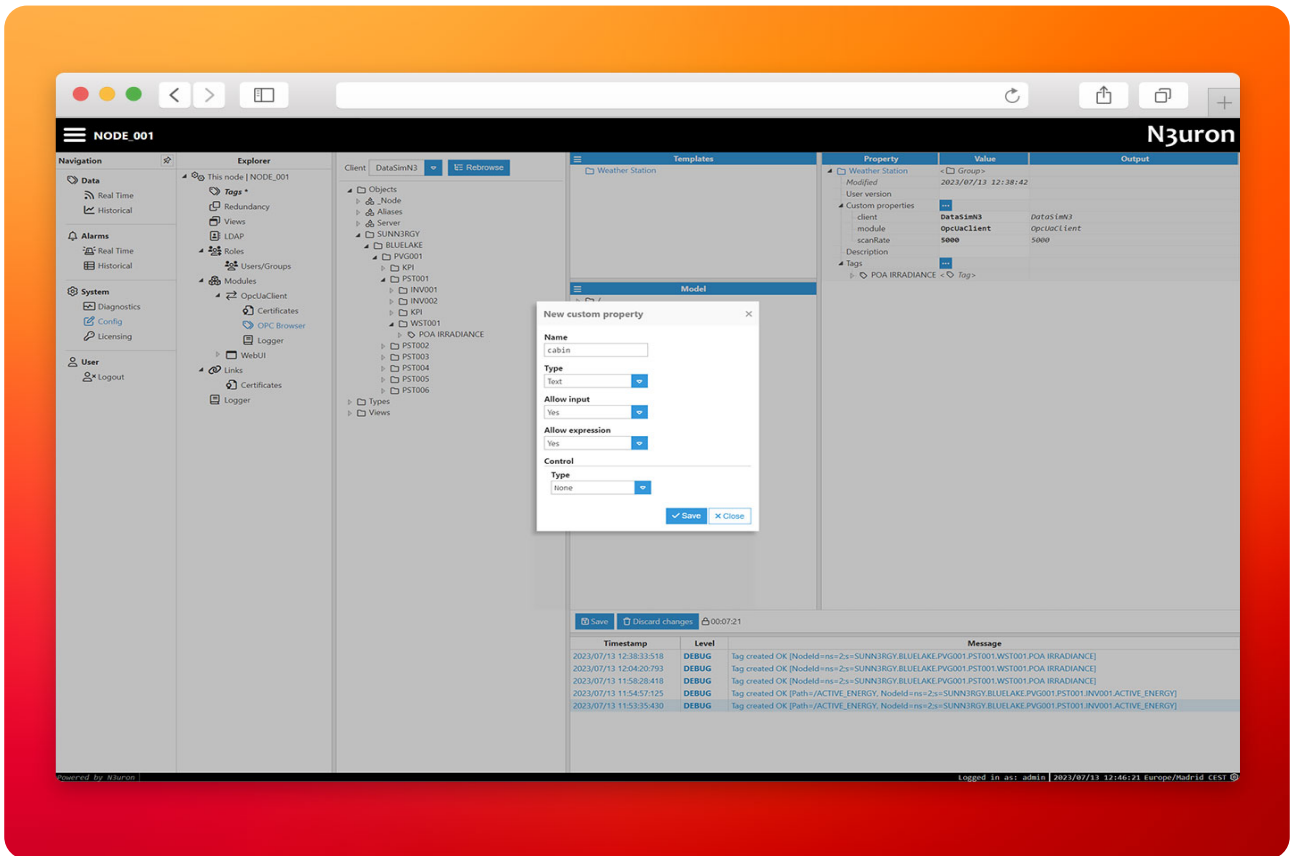 NODE_001
N3uron
Navigation
Data
Real Time
Historical
Alarms
Real Time
Historical
System
Diagnostics
Config
Licensing
User
Logout
Explorer
This node | NODE_001
Tags *
Redundancy
Views
LDAP
Roles
Users/Groups
Modules
OpcUaClient
Certificates
OPC Browser
Logger
WebUI
Links
Certificates
Logger
Client DataSimN3 Rebrowse
Objects
_Node
Aliases
Server
SUNN3RGY
BLUELAKE
PVG001
KPI
PST001
INV001
INV002
KPI
WST001
POA IRRADIANCE
PST002
PST003
PST004
PST005
PST006
Types
Views
Templates
Weather Station
Model
/
Property Value Output
Weather Station < Group>
Modified 2023/07/13 12:38:42
User version
Custom properties ...
client DataSimN3 DataSimN3
module OpcUaClient OpcUaClient
scanRate 5000 5000
Description
Tags ...
POA IRRADIANCE < Tag>
New custom property
Name
cabin
Type
Text
Allow input
Yes
Allow expression
Yes
Control
Type
None
Save Close
Save Discard changes 00:07:21
Timestamp Level Message
2023/07/13 12:38:33:518 DEBUG Tag created OK [NodeId=ns=2;s=SUNN3RGY.BLUELAKE.PVG001.PST001.WST001.POA IRRADIANCE]
2023/07/13 12:04:20:793 DEBUG Tag created OK [NodeId=ns=2;s=SUNN3RGY.BLUELAKE.PVG001.PST001.WST001.POA IRRADIANCE]
2023/07/13 11:58:28:418 DEBUG Tag created OK [NodeId=ns=2;s=SUNN3RGY.BLUELAKE.PVG001.PST001.WST001.POA IRRADIANCE]
2023/07/13 11:54:57:125 DEBUG Tag created OK [Path=/ACTIVE_ENERGY, NodeId=ns=2;s=SUNN3RGY.BLUELAKE.PVG001.PST001.INV001.ACTIVE_ENERGY]
2023/07/13 11:53:35:430 DEBUG Tag created OK [Path=/ACTIVE_ENERGY, NodeId=ns=2;s=SUNN3RGY.BLUELAKE.PVG001.PST001.INV001.ACTIVE_ENERGY]
Powered by N3uron | Logged in as: admin | 2023/07/13 12:46:21 Europe/Madrid CEST